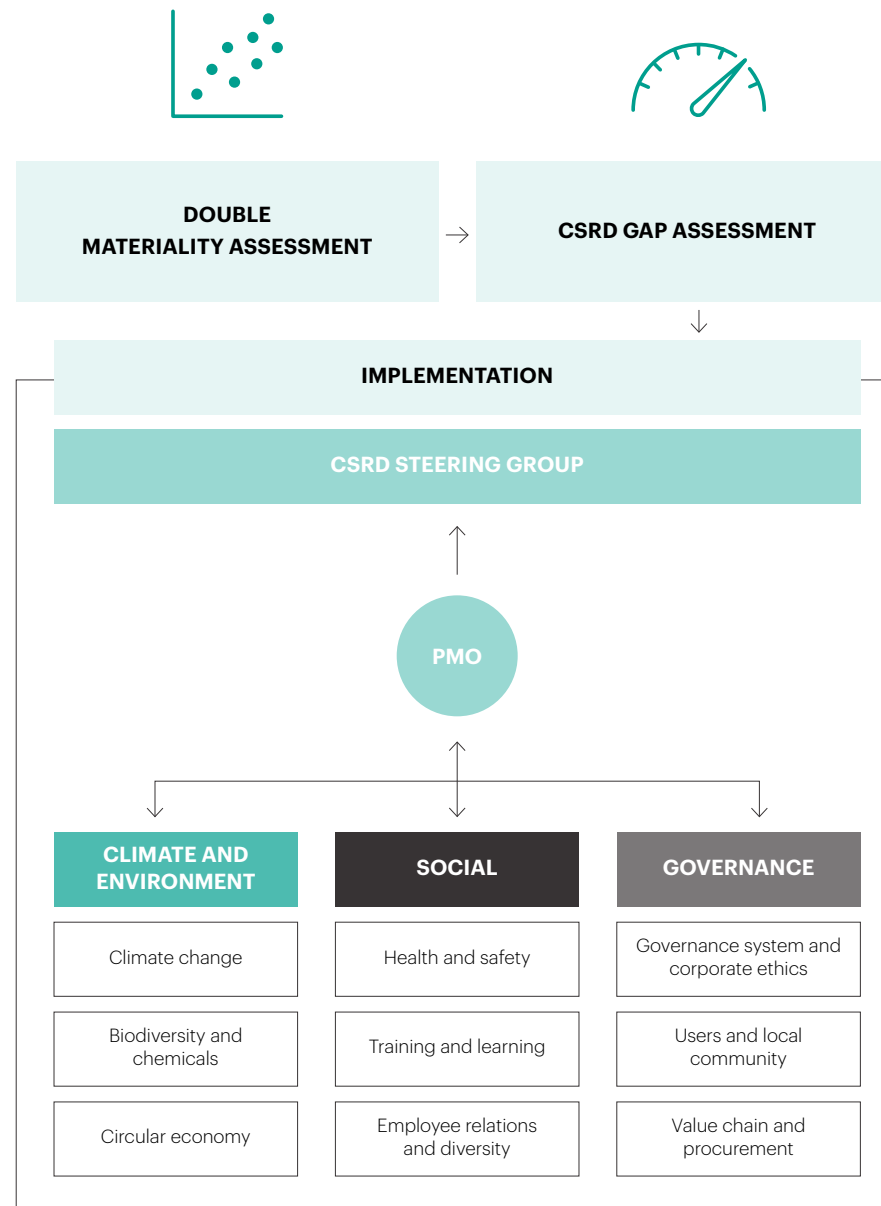 DOUBLE
MATERIALITY ASSESSMENT
CSRD GAP ASSESSMENT
IMPLEMENTATION
CSRD STEERING GROUP
PMO
CLIMATE AND
ENVIRONMENT
Climate change
Biodiversity and
chemicals
Circular economy
SOCIAL
Health and safety
Training and learning
Employee relations
and diversity
GOVERNANCE
Governance system and
corporate ethics
Users and local
community
Value chain and
procurement